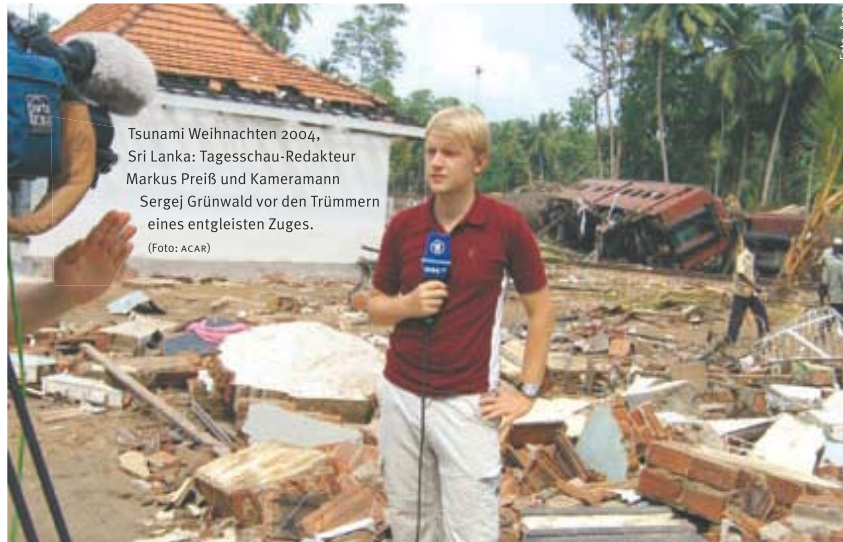 Tsunami Weihnachten 2004,
Sri Lanka: Tagesschau-Redakteur
Markus Preiß und Kameramann
Sergej Grünwald vor den Trümmern
eines entgleisten Zuges.
(Foto: ACAR)